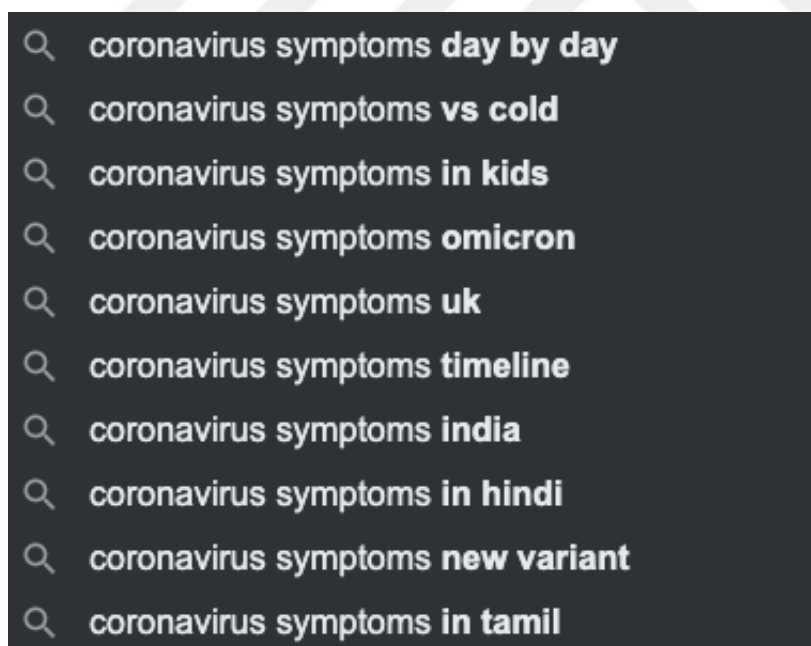 coronavirus symptoms day by day
coronavirus symptoms vs cold
coronavirus symptoms in kids
coronavirus symptoms omicron
coronavirus symptoms uk
coronavirus symptoms timeline
coronavirus symptoms india
coronavirus symptoms in hindi
coronavirus symptoms new variant
coronavirus symptoms in tamil